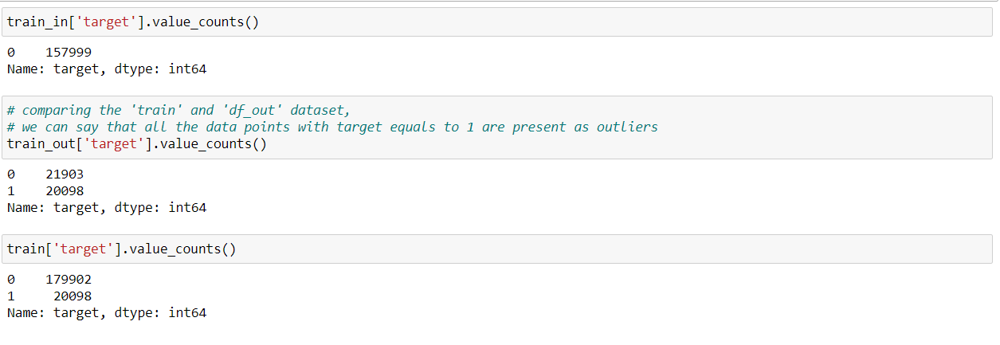 train_in['target'].value_counts()
0    157999
Name: target, dtype: int64
# comparing the 'train' and 'df_out' dataset,
# we can say that all the data points with target equals to 1 are present as outliers
train_out['target'].value_counts()
0    21903
1    20098
Name: target, dtype: int64
train['target'].value_counts()
0    179902
1     20098
Name: target, dtype: int64